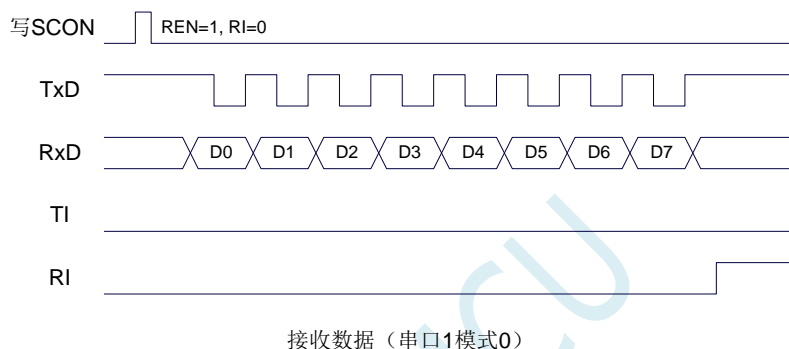 写SCON
REN=1, RI=0
TxD
RxD
D0 D1 D2 D3 D4 D5 D6 D7
TI
RI
接收数据（串口1模式0）